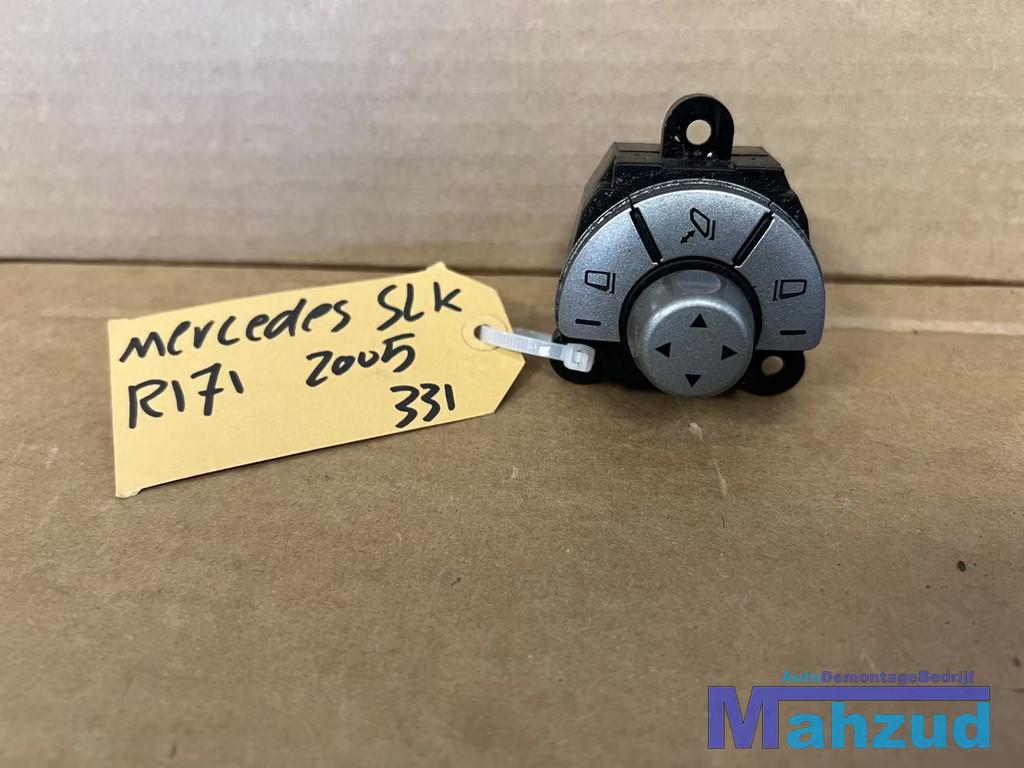 mercedes SLK
R171 2005
331
AutoDemontageBedrijf
Mahzud